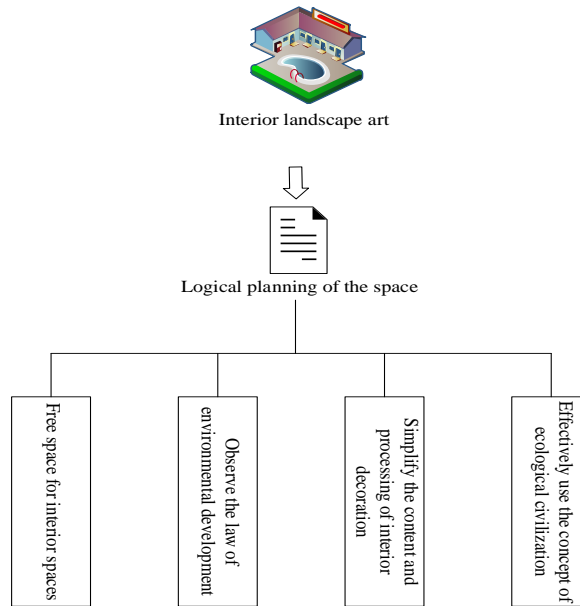 Interior landscape art
Logical planning of the space
Free space for interior spaces
Observe the law of
environmental development
Simplify the content and
processing of interior
decoration
Effectively use the concept of
ecological civilization